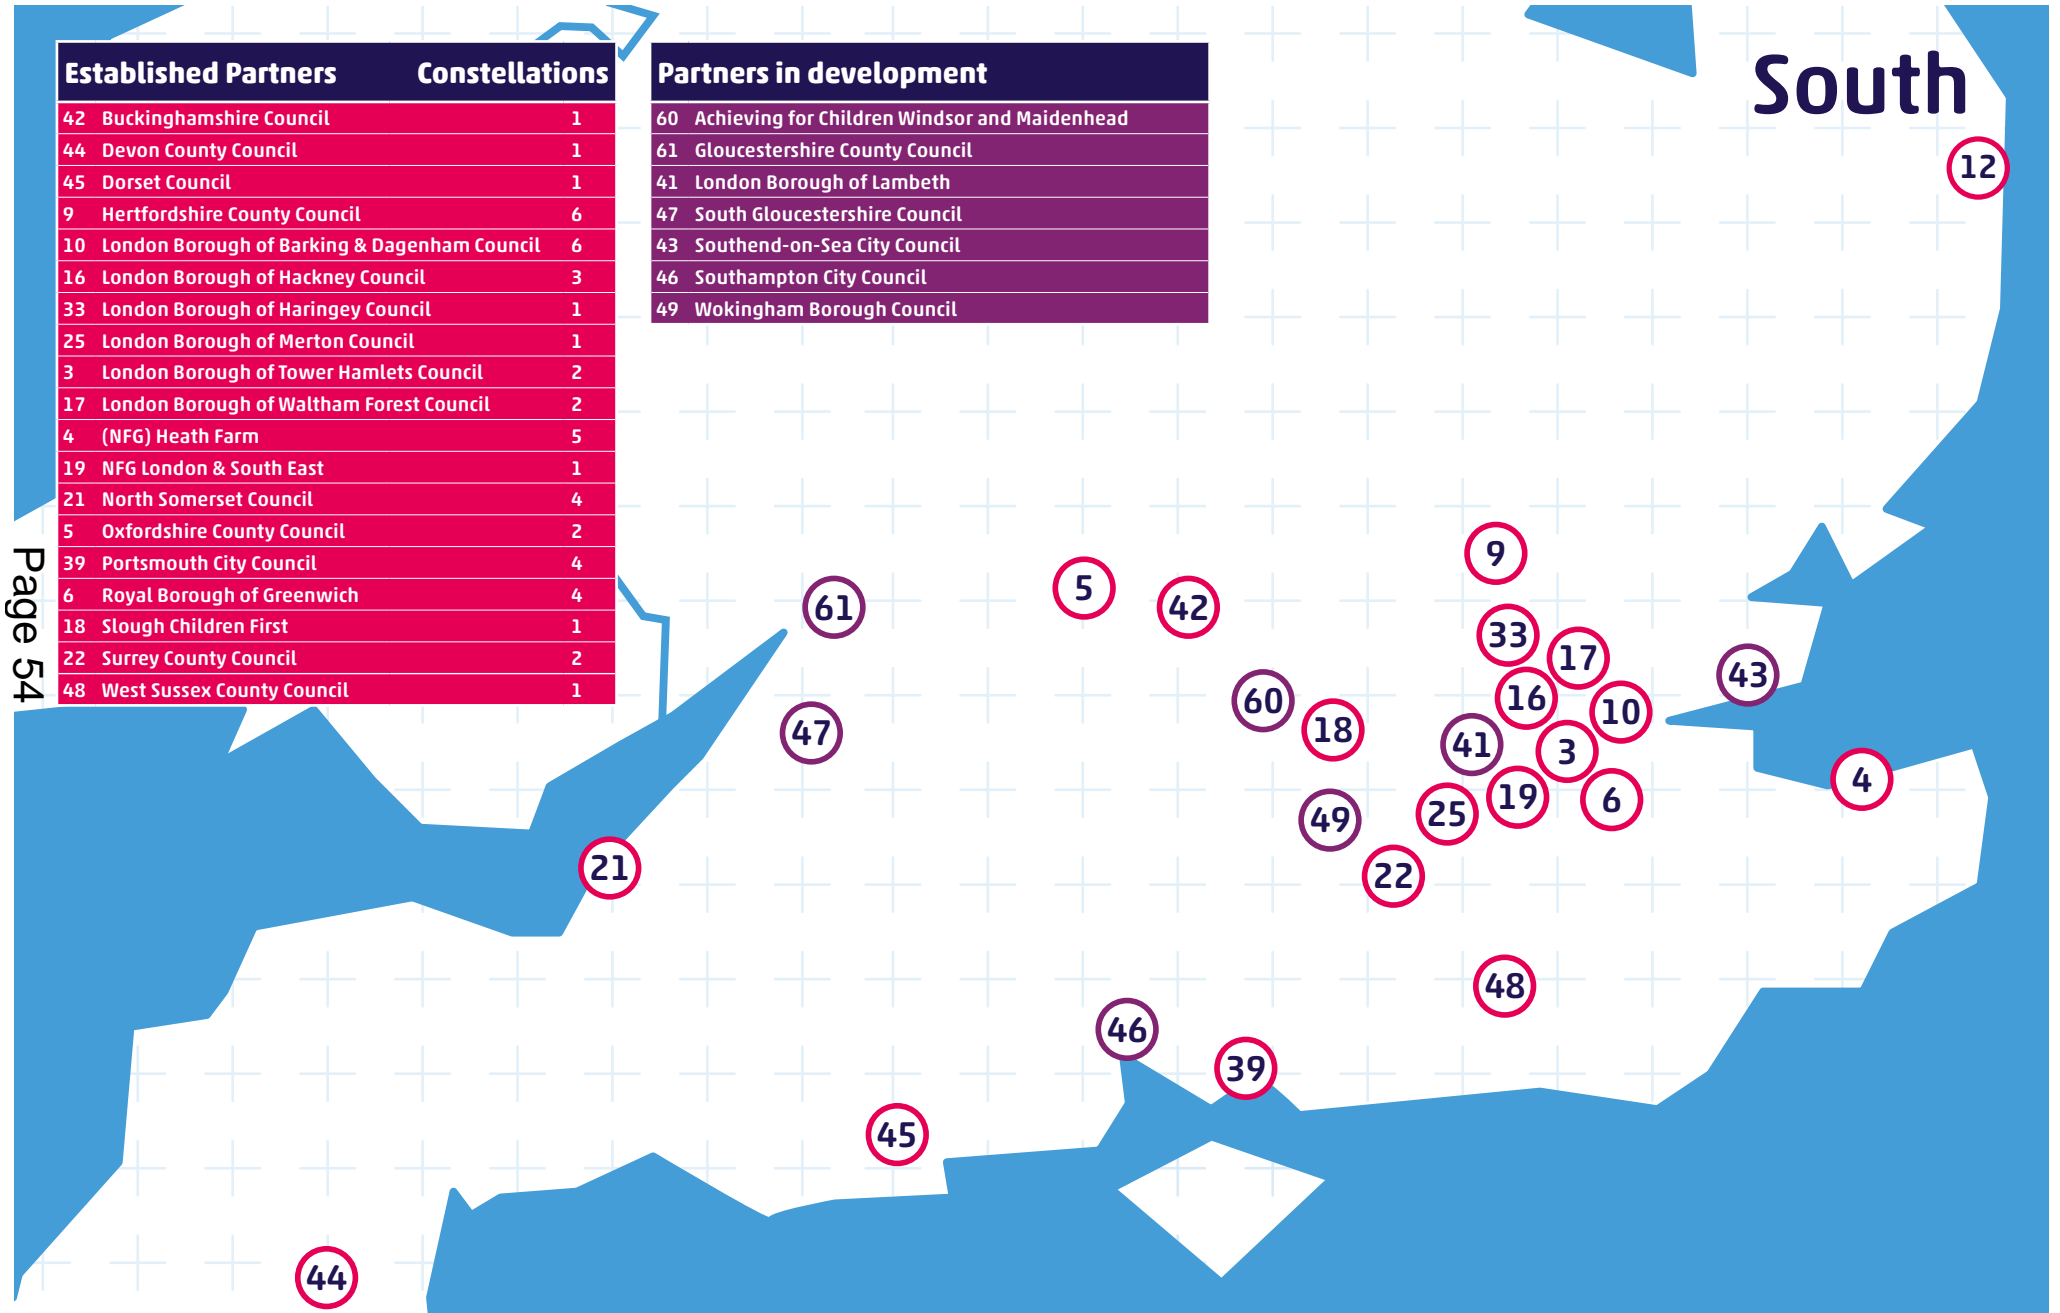 South
Established Partners Constellations
42 Buckinghamshire Council 1
44 Devon County Council 1
45 Dorset Council 1
9 Hertfordshire County Council 6
10 London Borough of Barking & Dagenham Council 6
16 London Borough of Hackney Council 3
33 London Borough of Haringey Council 1
25 London Borough of Merton Council 1
3 London Borough of Tower Hamlets Council 2
17 London Borough of Waltham Forest Council 2
4 (NFG) Heath Farm 5
19 NFG London & South East 1
21 North Somerset Council 4
5 Oxfordshire County Council 2
39 Portsmouth City Council 4
6 Royal Borough of Greenwich 4
18 Slough Children First 1
22 Surrey County Council 2
48 West Sussex County Council 1
Partners in development
60 Achieving for Children Windsor and Maidenhead
61 Gloucestershire County Council
41 London Borough of Lambeth
47 South Gloucestershire Council
43 Southend-on-Sea City Council
46 Southampton City Council
49 Wokingham Borough Council
12
9
5
42
61
33
17
43
16
60
10
18
47
41
3
4
19
6
25
49
21
22
48
46
39
45
44
Page 54